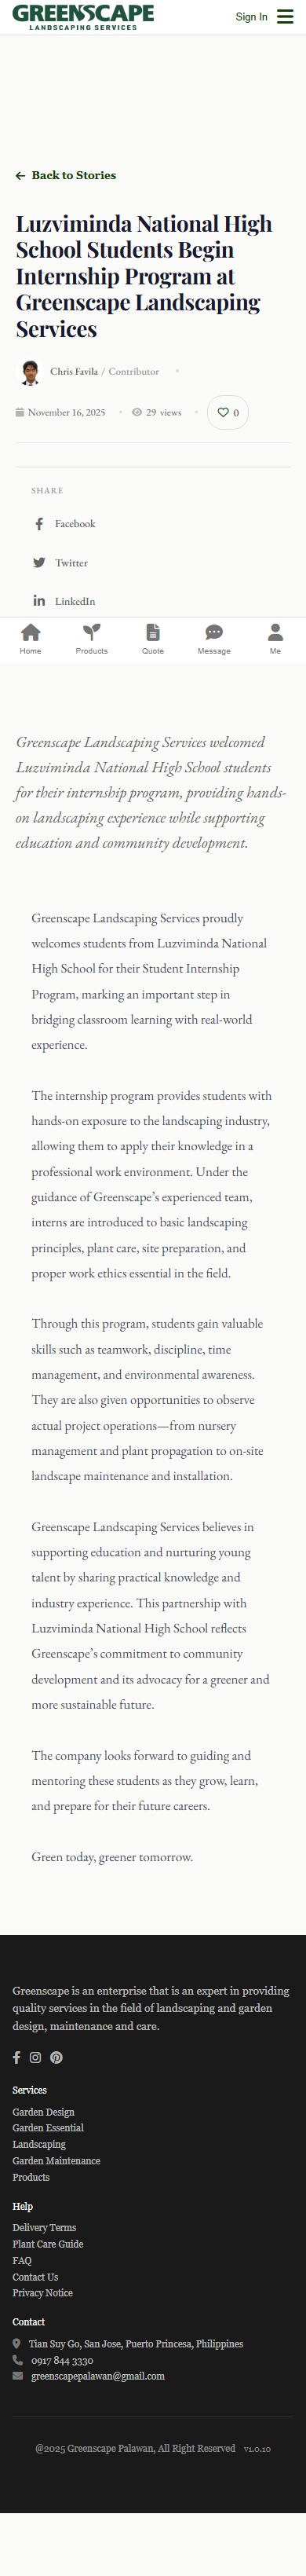 GREENSCAPE
LANDSCAPING SERVICES
Sign In
Back to Stories
Luzviminda National High
School Students Begin
Internship Program at
Greenscape Landscaping
Services
Chris Favila / Contributor
November 16, 2025 • 29 views • 0
SHARE
Facebook
Twitter
LinkedIn
Home Products Quote Message Me
Greenscape Landscaping Services welcomed
Luzviminda National High School students
for their internship program, providing hands-
on landscaping experience while supporting
education and community development.
Greenscape Landscaping Services proudly
welcomes students from Luzviminda National
High School for their Student Internship
Program, marking an important step in
bridging classroom learning with real-world
experience.
The internship program provides students with
hands-on exposure to the landscaping industry,
allowing them to apply their knowledge in a
professional work environment. Under the
guidance of Greenscape’s experienced team,
interns are introduced to basic landscaping
principles, plant care, site preparation, and
proper work ethics essential in the field.
Through this program, students gain valuable
skills such as teamwork, discipline, time
management, and environmental awareness.
They are also given opportunities to observe
actual project operations—from nursery
management and plant propagation to on-site
landscape maintenance and installation.
Greenscape Landscaping Services believes in
supporting education and nurturing young
talent by sharing practical knowledge and
industry experience. This partnership with
Luzviminda National High School reflects
Greenscape’s commitment to community
development and its advocacy for a greener and
more sustainable future.
The company looks forward to guiding and
mentoring these students as they grow, learn,
and prepare for their future careers.
Green today, greener tomorrow.
Greenscape is an enterprise that is an expert in providing
quality services in the field of landscaping and garden
design, maintenance and care.
Services
Garden Design
Garden Essential
Landscaping
Garden Maintenance
Products
Help
Delivery Terms
Plant Care Guide
FAQ
Contact Us
Privacy Notice
Contact
Tian Suy Go, San Jose, Puerto Princesa, Philippines
0917 844 3330
greenscapepalawan@gmail.com
@2025 Greenscape Palawan, All Right Reserved v1.0.10